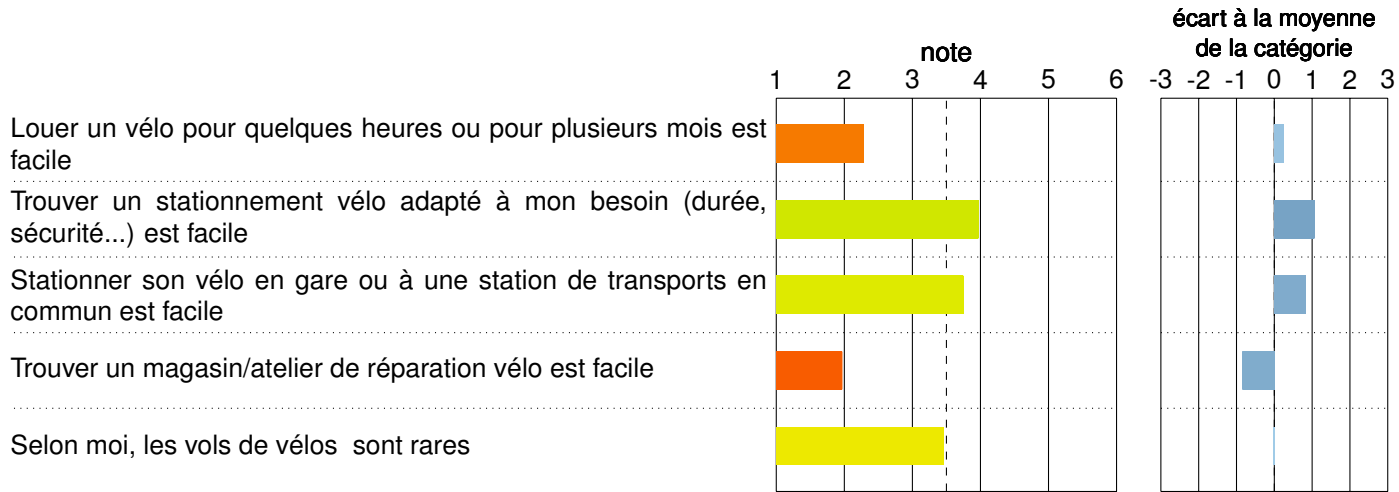 écart à la moyenne
de la catégorie
note
1 2 3 4 5 6
-3 -2 -1 0 1 2 3
Louer un vélo pour quelques heures ou pour plusieurs mois est
facile
Trouver un stationnement vélo adapté à mon besoin (durée,
sécurité...) est facile
Stationner son vélo en gare ou à une station de transports en
commun est facile
Trouver un magasin/atelier de réparation vélo est facile
Selon moi, les vols de vélos sont rares